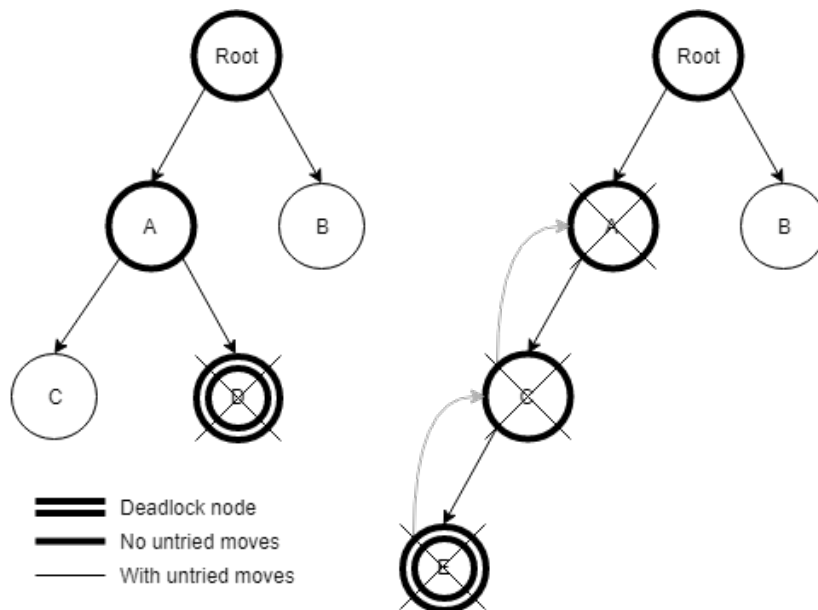 Root
Root
A
B
A
B
C
D
C
Deadlock node
No untried moves
With untried moves
E